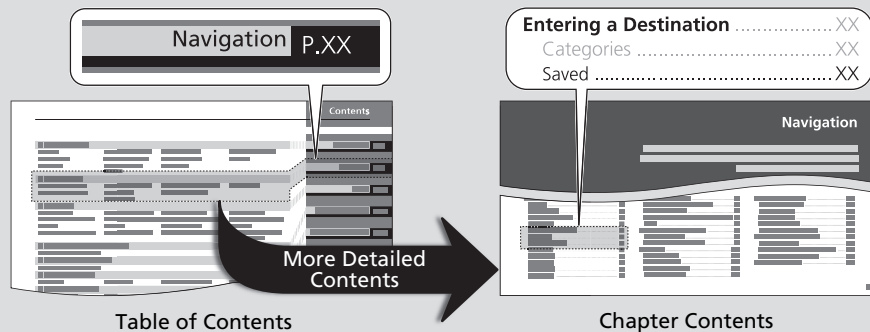 Navigation P.XX
Entering a Destination .................. XX
Categories .................................. XX
Saved ......................................... XX
Contents
Navigation
More Detailed
Contents
Table of Contents
Chapter Contents